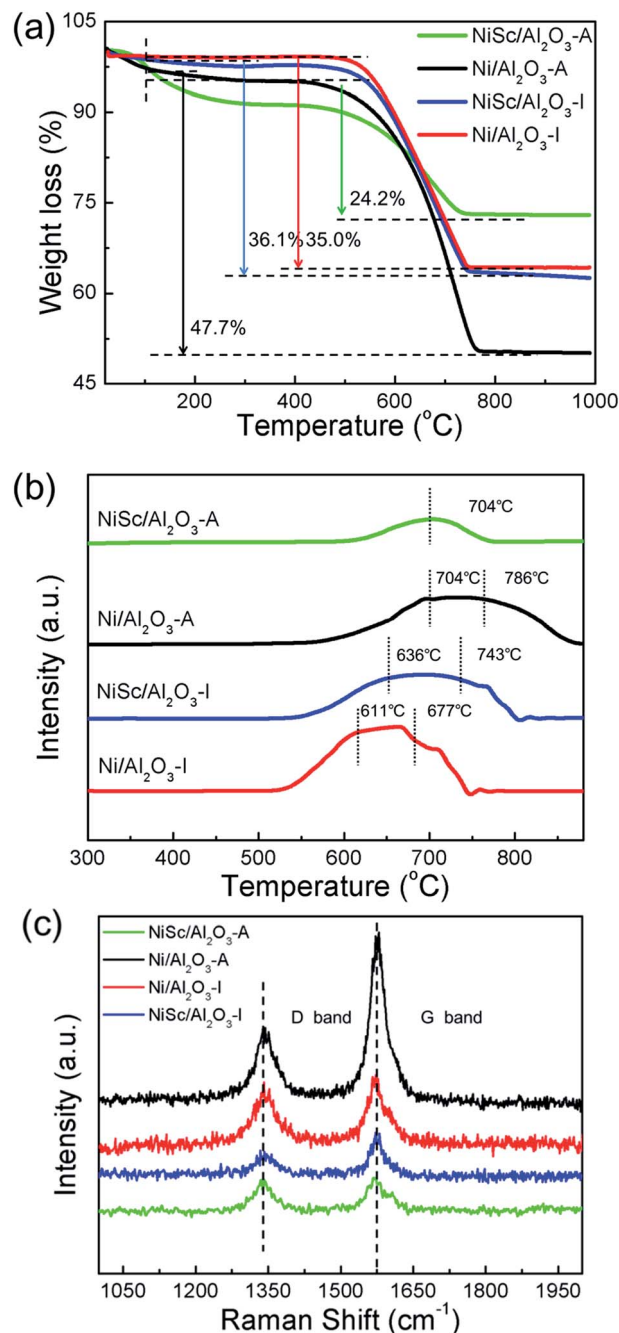 (a)
105
90
75
60
45
Weight loss (%)
NiSc/Al₂O₃-A
Ni/Al₂O₃-A
NiSc/Al₂O₃-I
Ni/Al₂O₃-I
24.2%
36.1%
35.0%
47.7%
200 400 600 800 1000
Temperature (°C)
(b)
Intensity (a.u.)
NiSc/Al₂O₃-A
704℃
Ni/Al₂O₃-A
704℃
786℃
NiSc/Al₂O₃-I
636℃
743℃
Ni/Al₂O₃-I
611℃
677℃
300 400 500 600 700 800
Temperature (°C)
(c)
NiSc/Al₂O₃-A
Ni/Al₂O₃-A
Ni/Al₂O₃-I
NiSc/Al₂O₃-I
D band
G band
Intensity (a.u.)
1050 1200 1350 1500 1650 1800 1950
Raman Shift (cm⁻¹)